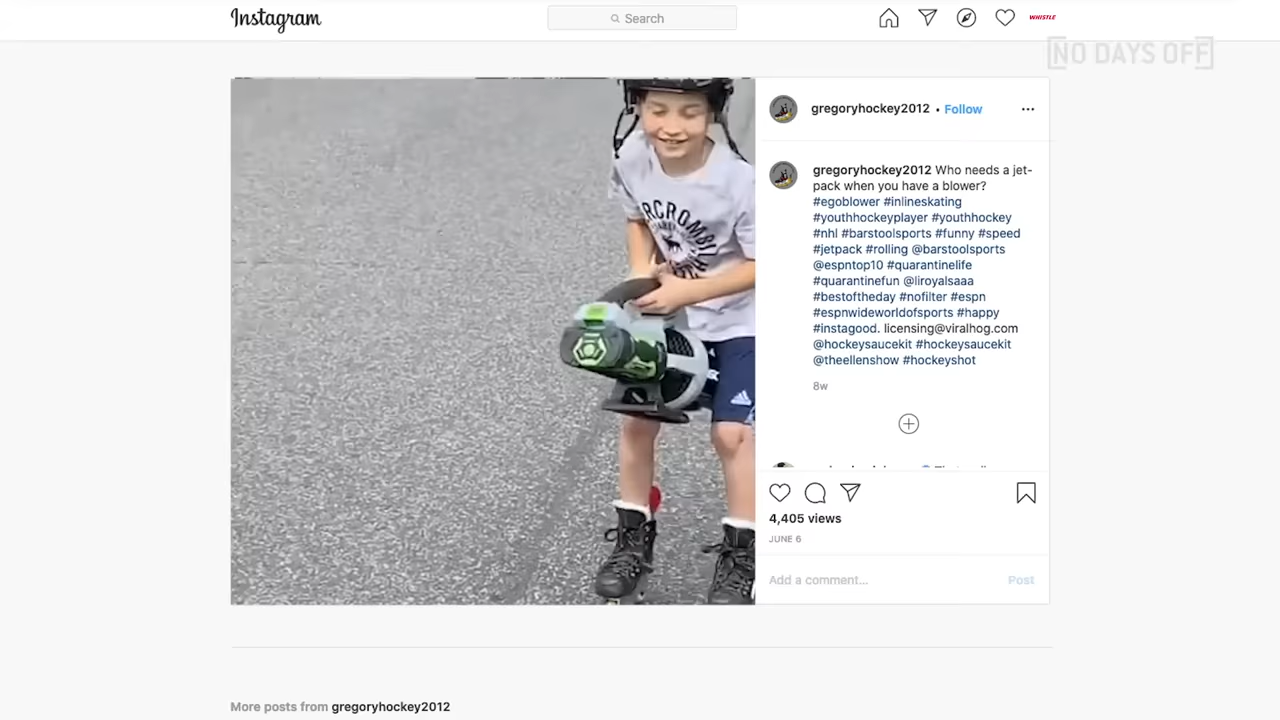 Instagram
Search
WHISTLE
NO DAYS OFF
gregoryhockey2012 • Follow
gregoryhockey2012 Who needs a jet-
pack when you have a blower?
#egoblower #inlineskating
#youthhockeyplayer #youthhockey
#nhl #barstoolsports #funny #speed
#jetpack #rolling @barstoolsports
@espntop10 #quarantinelife
#quarantinefun @liroyalsaaa
#bestoftheday #nofilter #espn
#espnwideworldofsports #happy
#instagood. licensing@viralhog.com
@hockeysaucekit #hockeysaucekit
@theellenshow #hockeyshot
8w
4,405 views
JUNE 6
Add a comment... Post
More posts from gregoryhockey2012